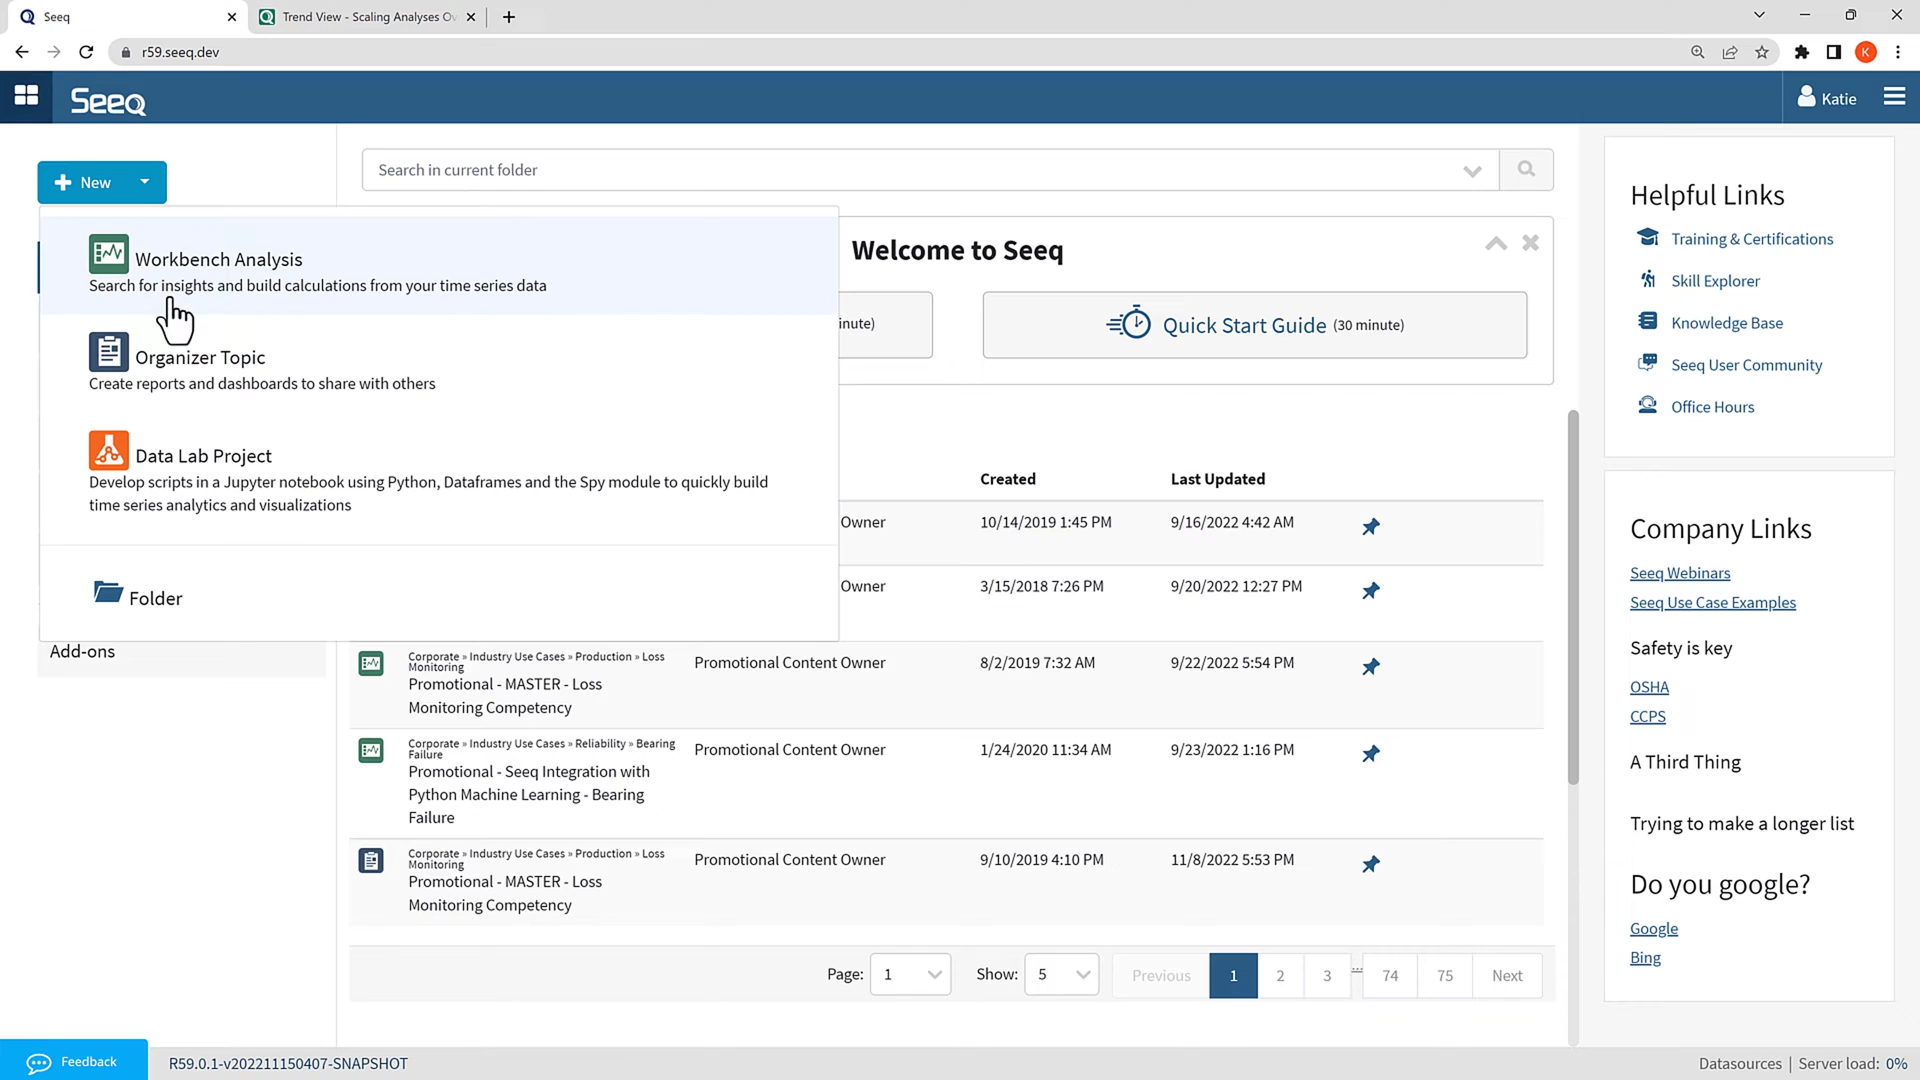 Seeq
Trend View - Scaling Analyses Ov
r59.seeq.dev
K
Seeq
Katie
New
Search in current folder
Workbench Analysis
Search for insights and build calculations from your time series data
Organizer Topic
Create reports and dashboards to share with others
Data Lab Project
Develop scripts in a Jupyter notebook using Python, Dataframes and the Spy module to quickly build
time series analytics and visualizations
Folder
Add-ons
Welcome to Seeq
inute)
Quick Start Guide (30 minute)
Created Last Updated
Owner 10/14/2019 1:45 PM 9/16/2022 4:42 AM
Owner 3/15/2018 7:26 PM 9/20/2022 12:27 PM
Corporate » Industry Use Cases » Production » Loss
Monitoring
Promotional - MASTER - Loss
Monitoring Competency
Promotional Content Owner 8/2/2019 7:32 AM 9/22/2022 5:54 PM
Corporate » Industry Use Cases » Reliability » Bearing
Failure
Promotional - Seeq Integration with
Python Machine Learning - Bearing
Failure
Promotional Content Owner 1/24/2020 11:34 AM 9/23/2022 1:16 PM
Corporate » Industry Use Cases » Production » Loss
Monitoring
Promotional - MASTER - Loss
Monitoring Competency
Promotional Content Owner 9/10/2019 4:10 PM 11/8/2022 5:53 PM
Page: 1 Show: 5 Previous 1 2 3 ... 74 75 Next
Helpful Links
Training & Certifications
Skill Explorer
Knowledge Base
Seeq User Community
Office Hours
Company Links
Seeq Webinars
Seeq Use Case Examples
Safety is key
OSHA
CCPS
A Third Thing
Trying to make a longer list
Do you google?
Google
Bing
Feedback
R59.0.1-v202211150407-SNAPSHOT
Datasources | Server load: 0%